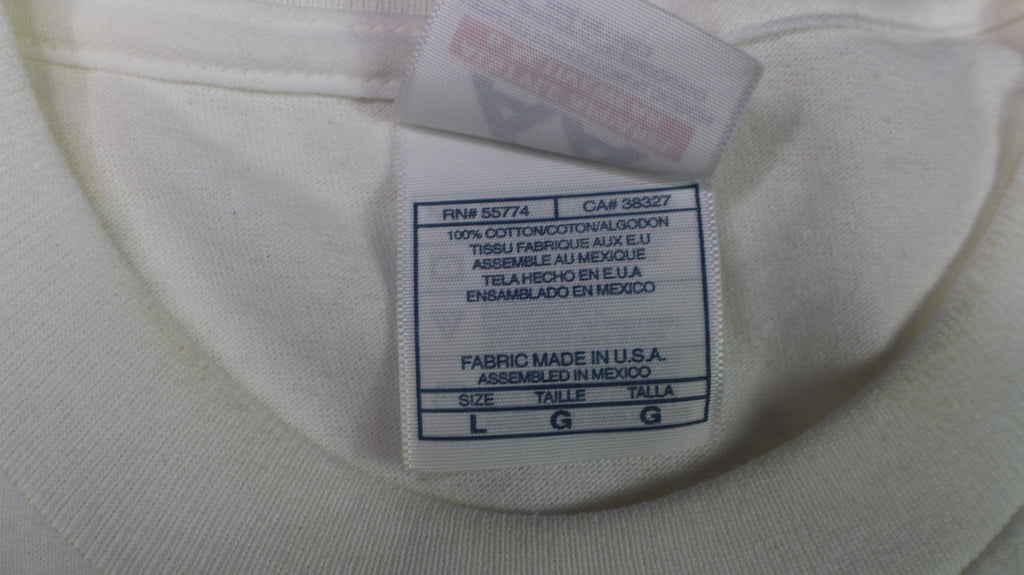 RN# 55774 CA# 38327
100% COTTON/COTON/ALGODON
TISSU FABRIQUE AUX E.U
ASSEMBLE AU MEXIQUE
TELA HECHO EN E.U.A
ENSAMBLADO EN MEXICO
FABRIC MADE IN U.S.A.
ASSEMBLED IN MEXICO
SIZE TAILLE TALLA
L G G